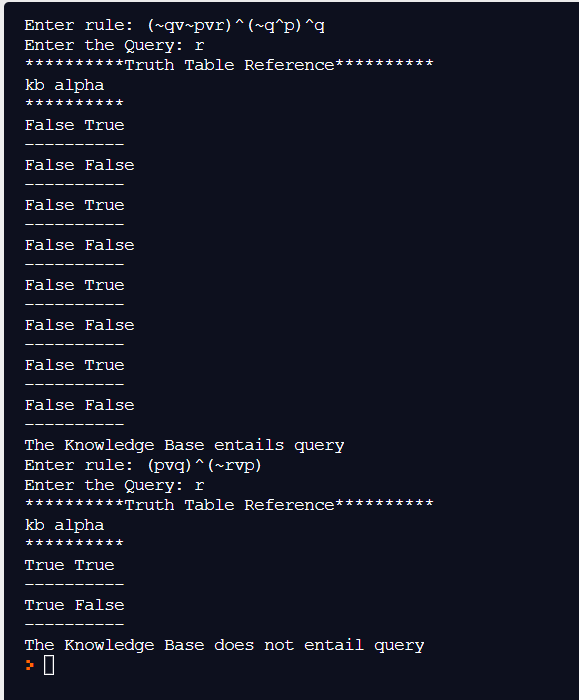 Enter rule: (~qv~pvr)^(~q^p)^q
Enter the Query: r
**********Truth Table Reference**********
kb alpha
**********
False True
----------
False False
----------
False True
----------
False False
----------
False True
----------
False False
----------
False True
----------
False False
----------
The Knowledge Base entails query
Enter rule: (pvq)^(~rvp)
Enter the Query: r
**********Truth Table Reference**********
kb alpha
**********
True True
----------
True False
----------
The Knowledge Base does not entail query
>